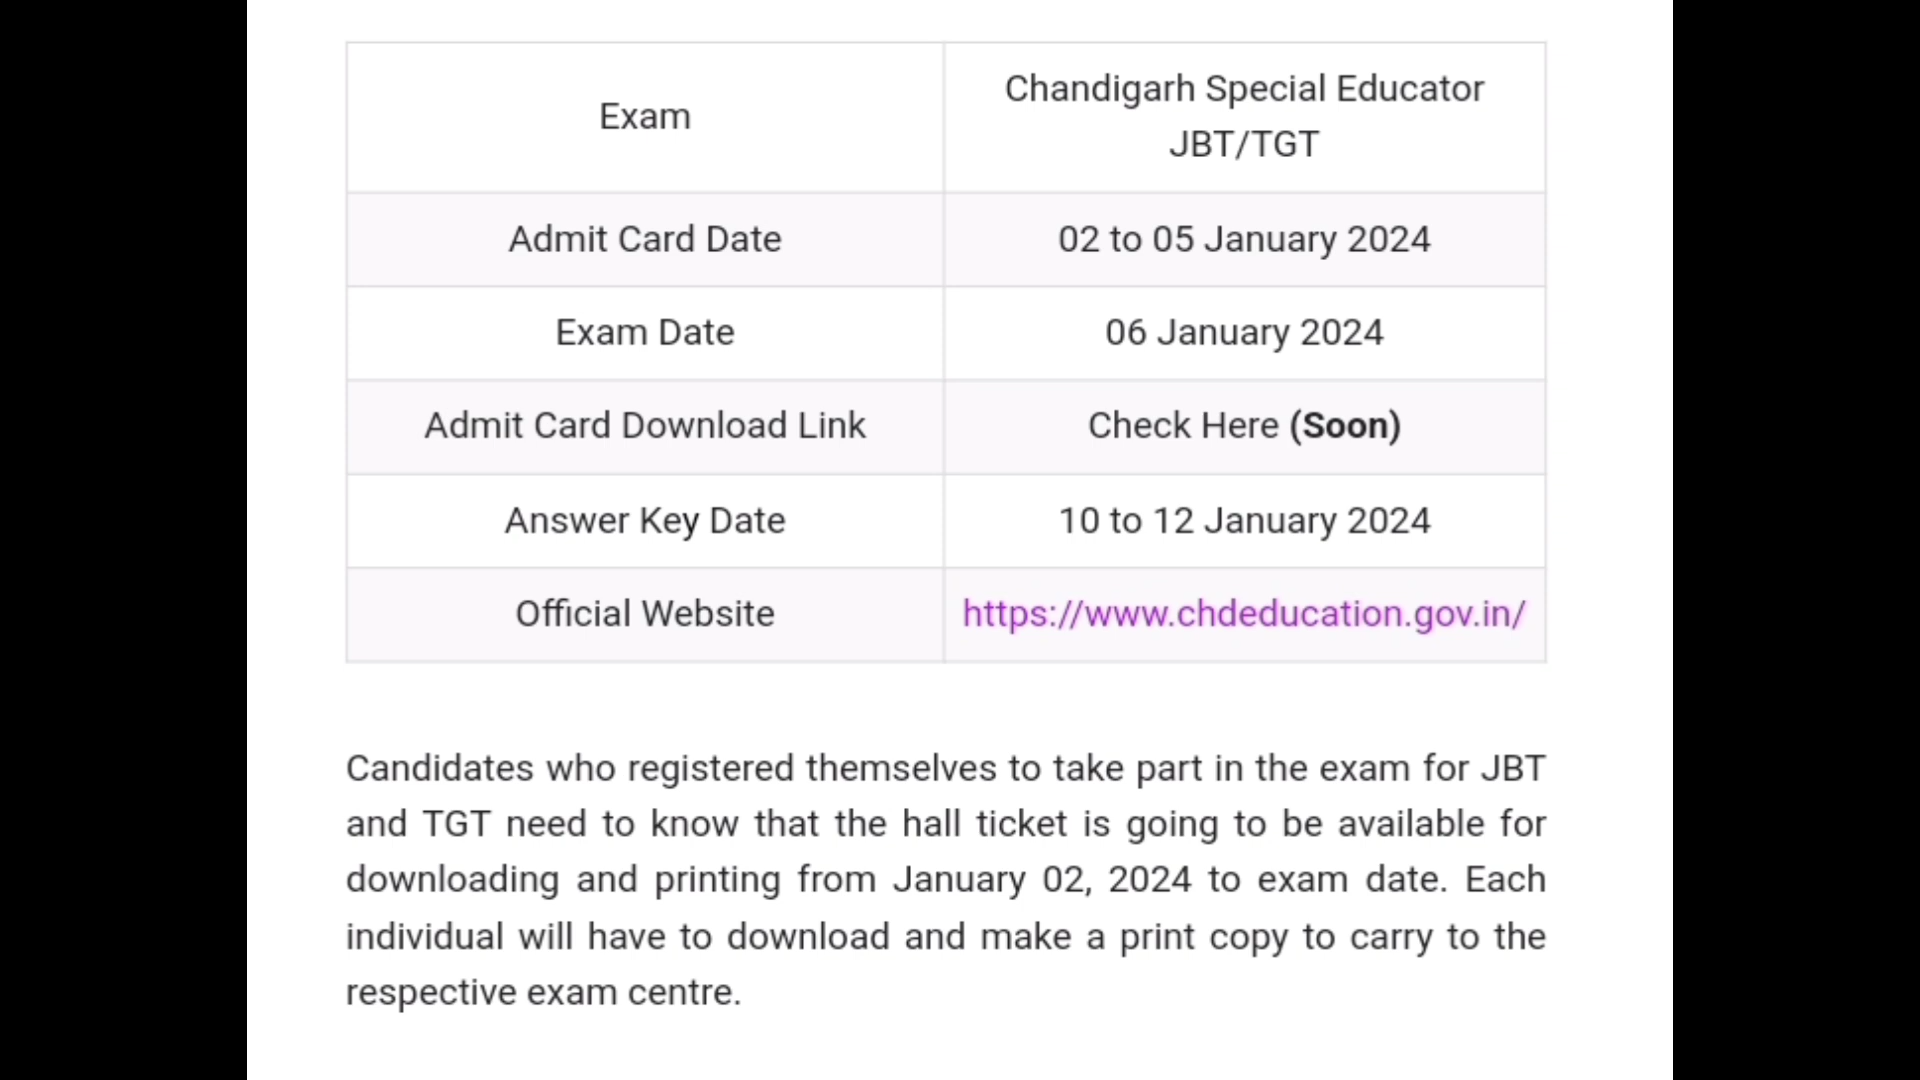 Exam
Chandigarh Special Educator
JBT/TGT
Admit Card Date
02 to 05 January 2024
Exam Date
06 January 2024
Admit Card Download Link
Check Here (Soon)
Answer Key Date
10 to 12 January 2024
Official Website
https://www.chdeducation.gov.in/
Candidates who registered themselves to take part in the exam for JBT
and TGT need to know that the hall ticket is going to be available for
downloading and printing from January 02, 2024 to exam date. Each
individual will have to download and make a print copy to carry to the
respective exam centre.